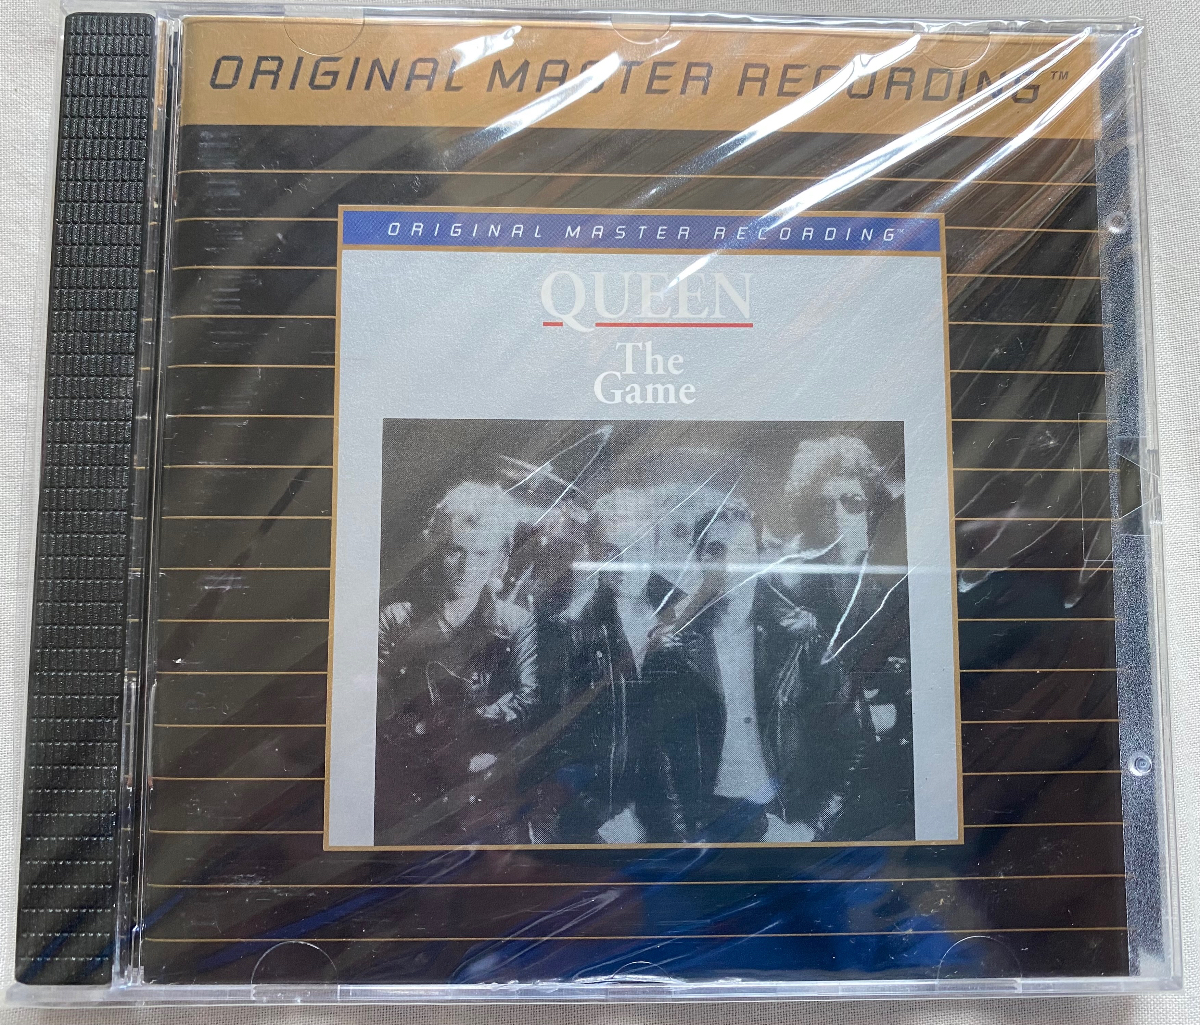 ORIGINAL MASTER RECORDING™
ORIGINAL MASTER RECORDING™
QUEEN
The
Game